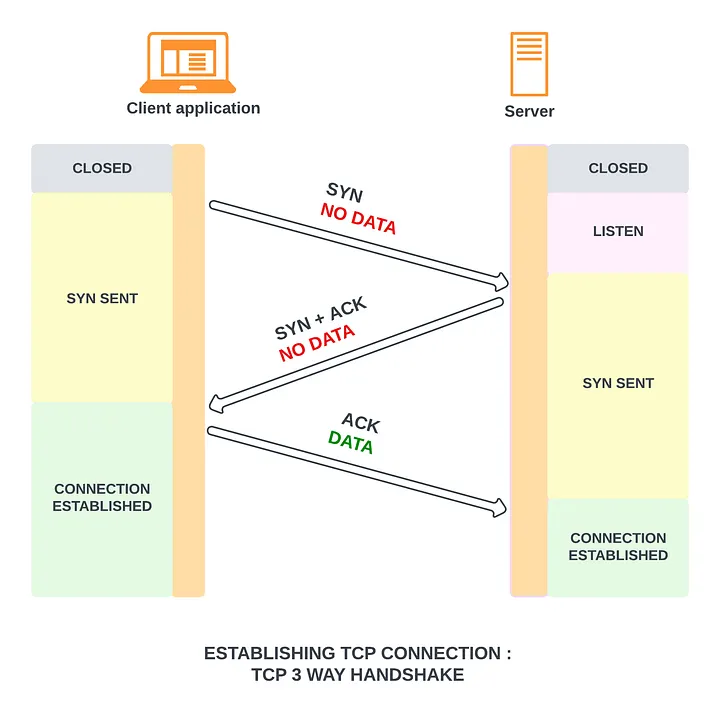 Client application
Server
CLOSED
CLOSED
SYN
NO DATA
LISTEN
SYN SENT
SYN + ACK
NO DATA
SYN SENT
ACK
DATA
CONNECTION
ESTABLISHED
CONNECTION
ESTABLISHED
ESTABLISHING TCP CONNECTION :
TCP 3 WAY HANDSHAKE